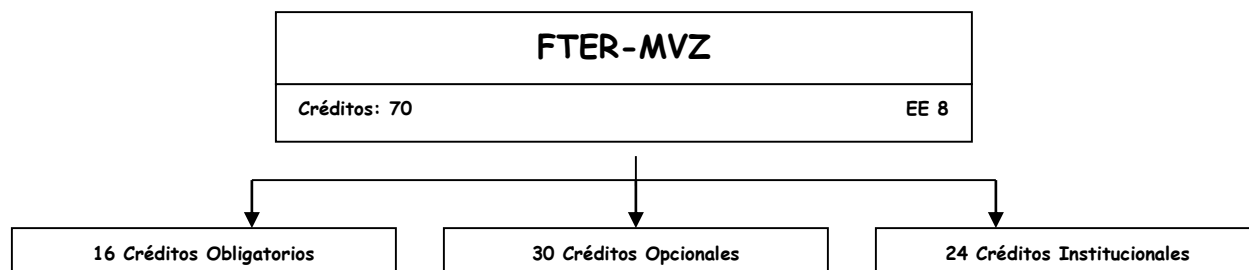 FTER-MVZ
Créditos: 70 EE 8
16 Créditos Obligatorios
30 Créditos Opcionales
24 Créditos Institucionales